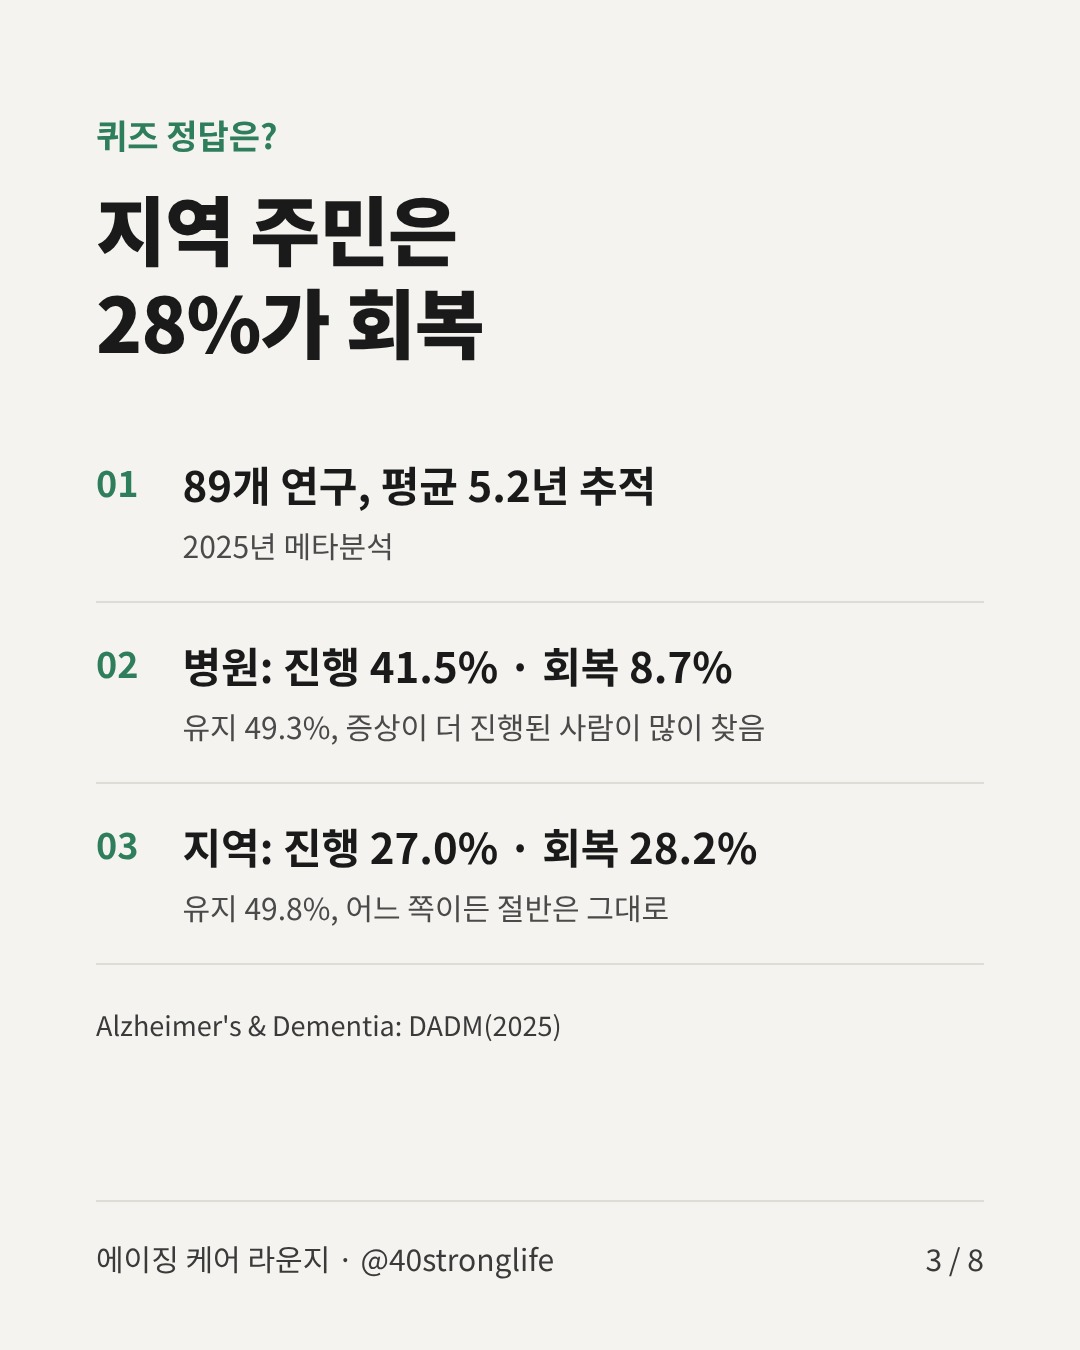 퀴즈 정답은?
지역 주민은
28%가 회복
01 89개 연구, 평균 5.2년 추적
2025년 메타분석
02 병원: 진행 41.5% · 회복 8.7%
유지 49.3%, 증상이 더 진행된 사람이 많이 찾음
03 지역: 진행 27.0% · 회복 28.2%
유지 49.8%, 어느 쪽이든 절반은 그대로
Alzheimer's & Dementia: DADM(2025)
에이징 케어 라운지 · @40stronglife 3 / 8